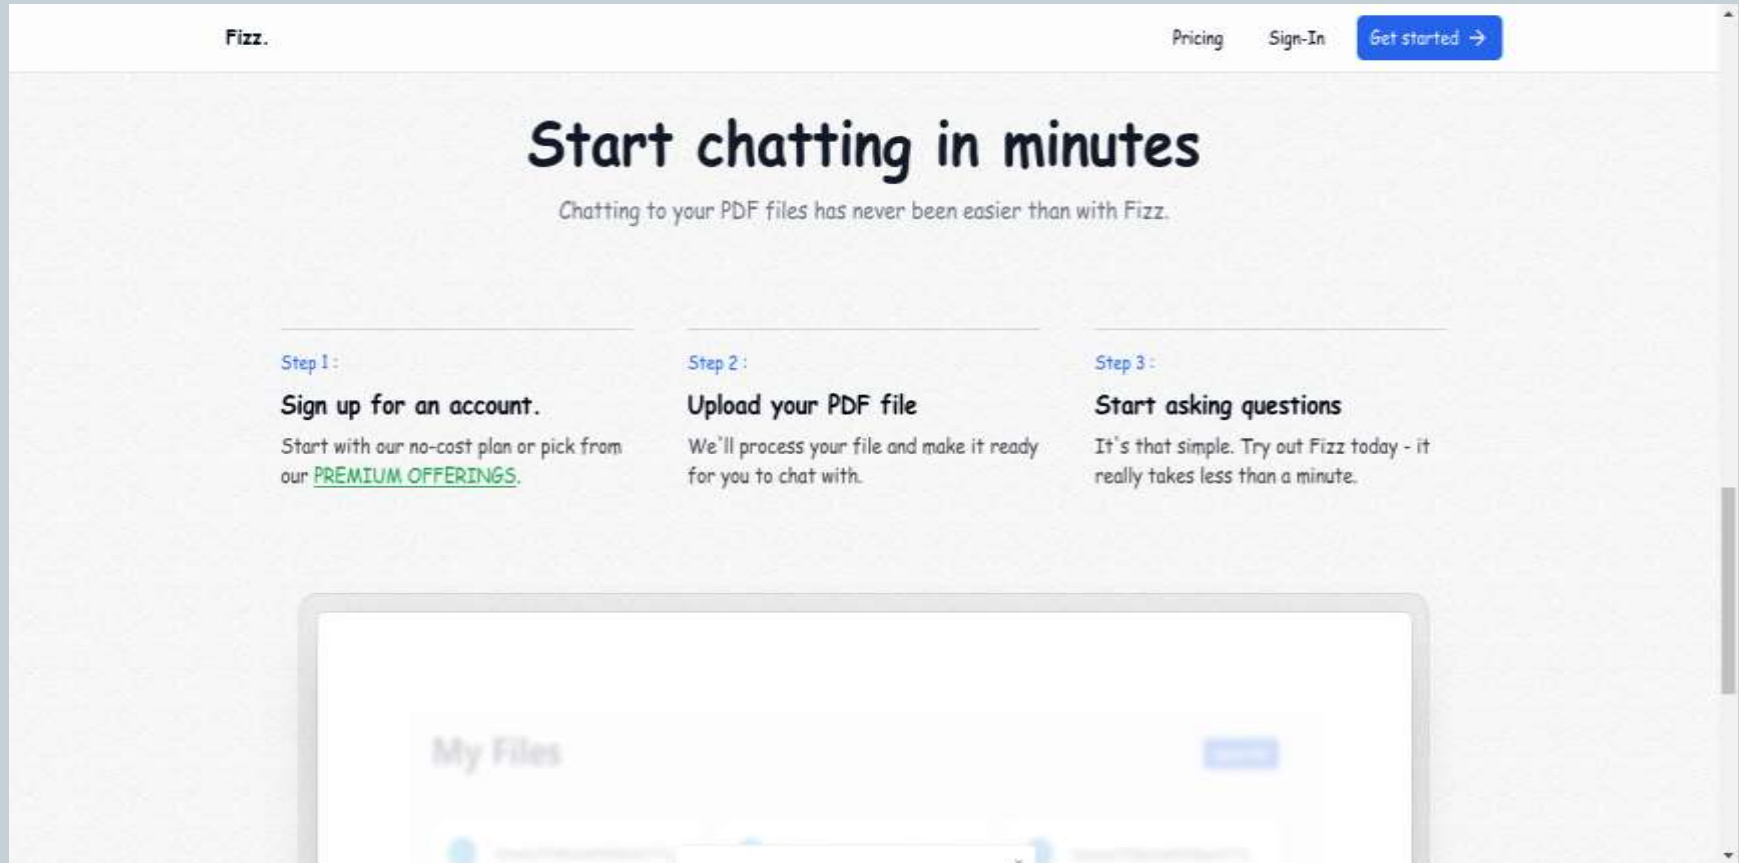 Fizz.
Pricing
Sign-In
Get started →
Start chatting in minutes
Chatting to your PDF files has never been easier than with Fizz.
Step 1 :
Sign up for an account.
Start with our no-cost plan or pick from
our PREMIUM OFFERINGS.
Step 2 :
Upload your PDF file
We'll process your file and make it ready
for you to chat with.
Step 3 :
Start asking questions
It's that simple. Try out Fizz today - it
really takes less than a minute.
My Files